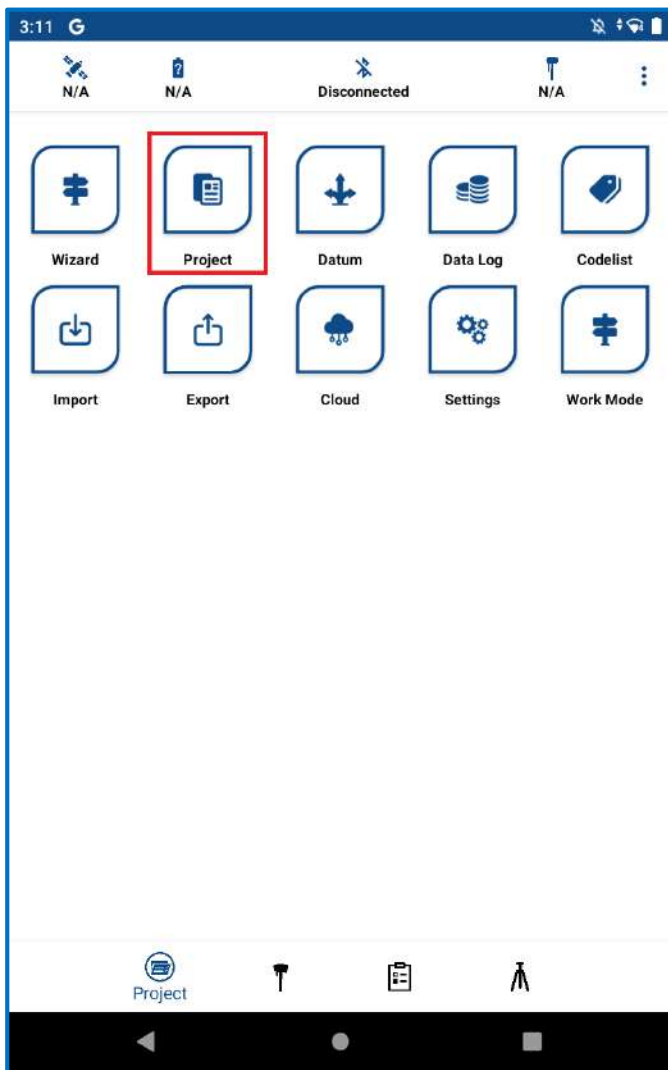 3:11 G
N/A N/A Disconnected N/A
Wizard Project Datum Data Log Codelist
Import Export Cloud Settings Work Mode
Project